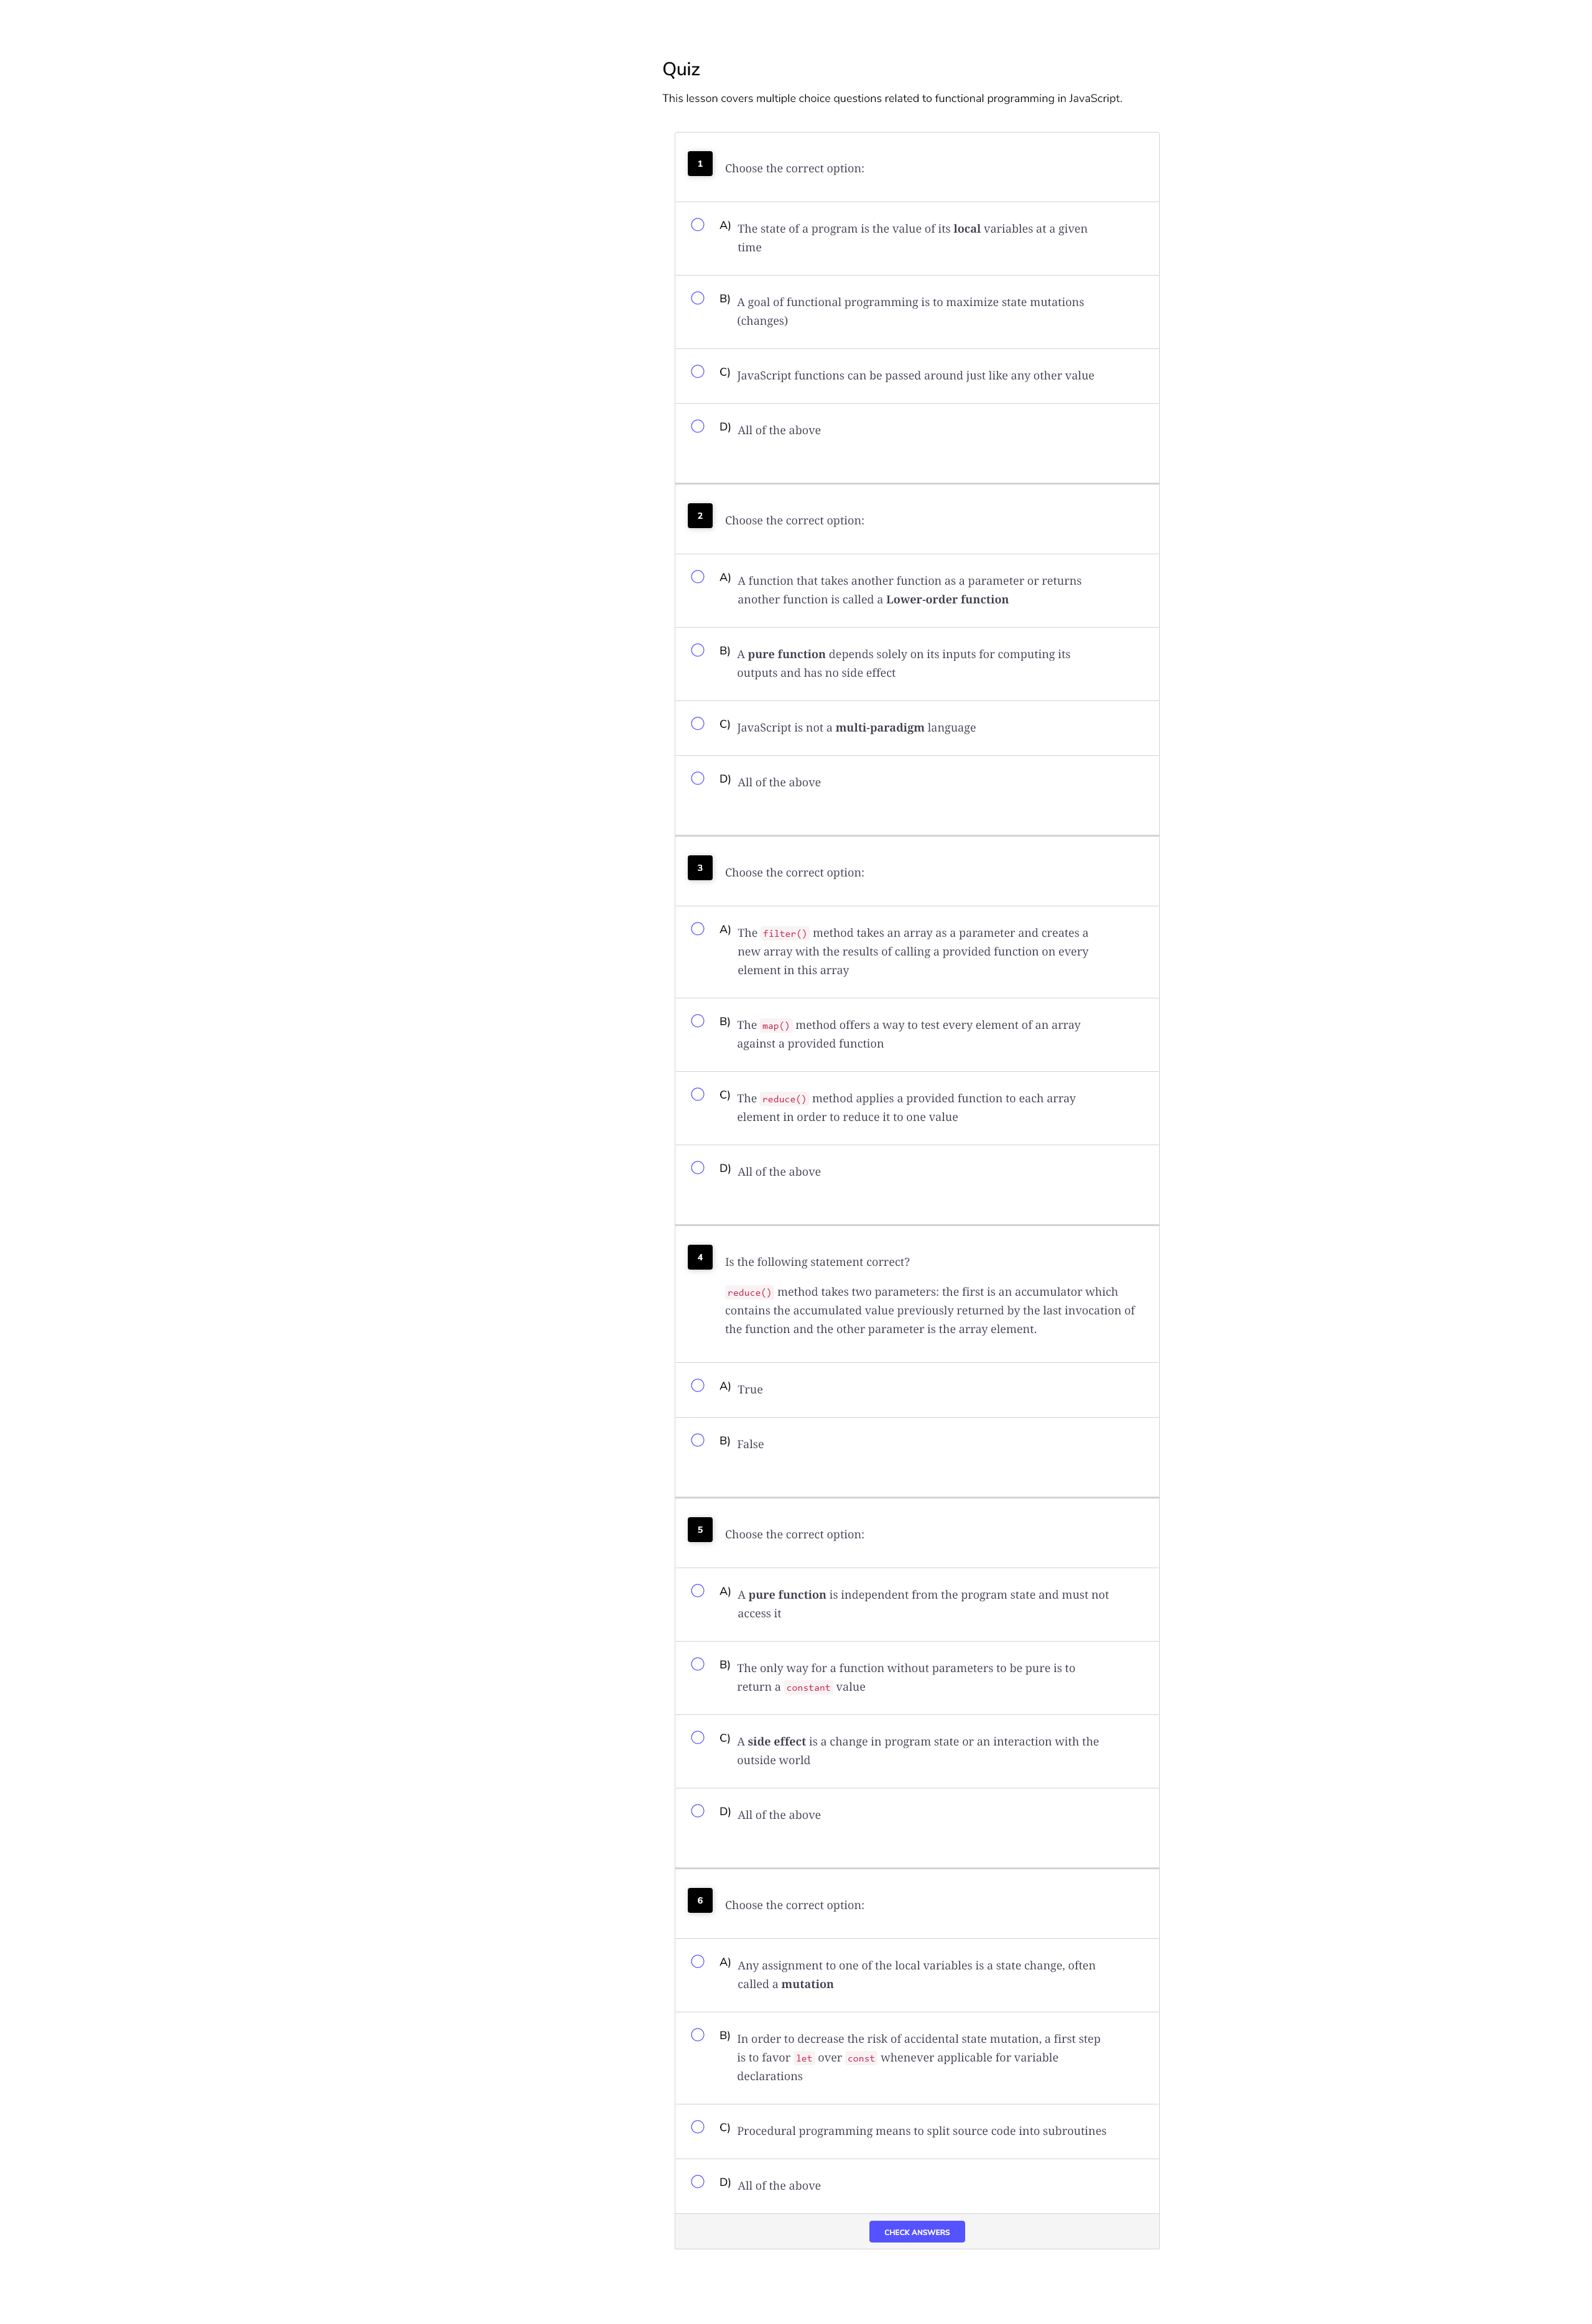 Quiz
This lesson covers multiple choice questions related to functional programming in JavaScript.
1
Choose the correct option:
A) The state of a program is the value of its local variables at a given
time
B) A goal of functional programming is to maximize state mutations
(changes)
C) JavaScript functions can be passed around just like any other value
D) All of the above
2
Choose the correct option:
A) A function that takes another function as a parameter or returns
another function is called a Lower-order function
B) A pure function depends solely on its inputs for computing its
outputs and has no side effect
C) JavaScript is not a multi-paradigm language
D) All of the above
3
Choose the correct option:
A) The filter() method takes an array as a parameter and creates a
new array with the results of calling a provided function on every
element in this array
B) The map() method offers a way to test every element of an array
against a provided function
C) The reduce() method applies a provided function to each array
element in order to reduce it to one value
D) All of the above
4
Is the following statement correct?
reduce() method takes two parameters: the first is an accumulator which
contains the accumulated value previously returned by the last invocation of
the function and the other parameter is the array element.
A) True
B) False
5
Choose the correct option:
A) A pure function is independent from the program state and must not
access it
B) The only way for a function without parameters to be pure is to
return a constant value
C) A side effect is a change in program state or an interaction with the
outside world
D) All of the above
6
Choose the correct option:
A) Any assignment to one of the local variables is a state change, often
called a mutation
B) In order to decrease the risk of accidental state mutation, a first step
is to favor let over const whenever applicable for variable
declarations
C) Procedural programming means to split source code into subroutines
D) All of the above
CHECK ANSWERS